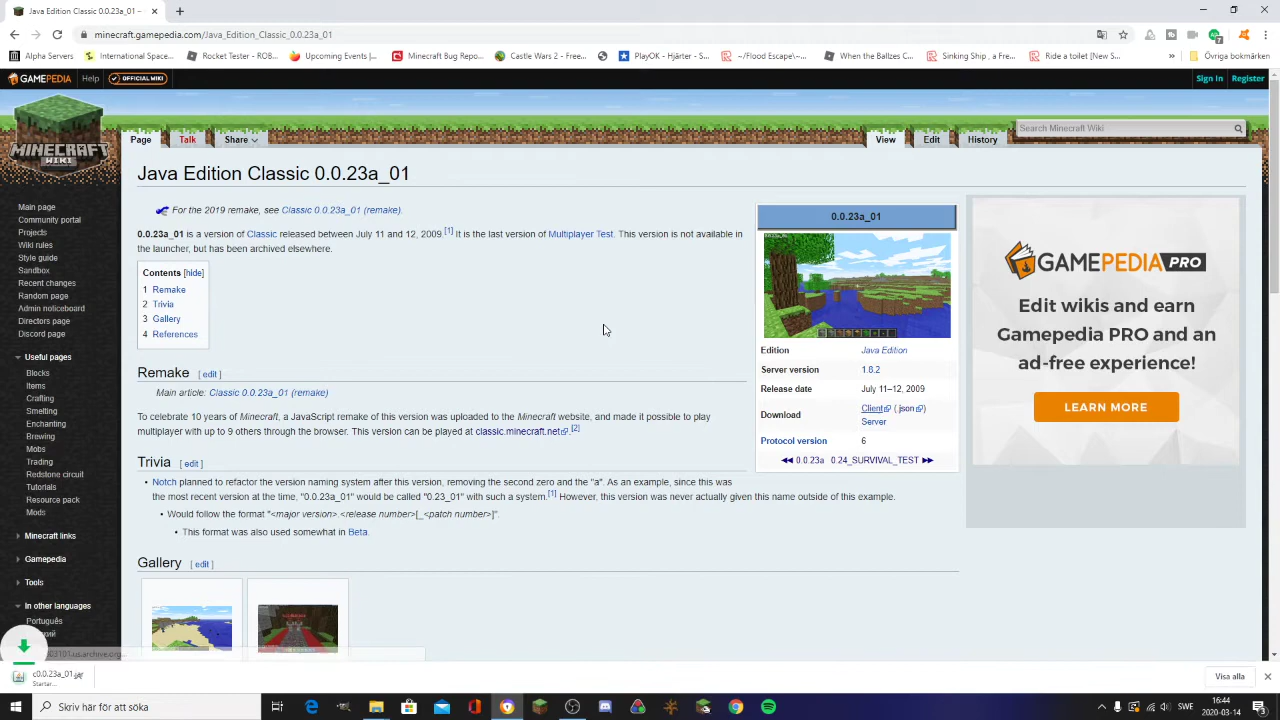 Java Edition Classic 0.0.23a_01 –
minecraft.gamepedia.com/Java_Edition_Classic_0.0.23a_01
Alpha Servers
International Space...
Rocket Tester - ROB...
Upcoming Events |...
Minecraft Bug Repo...
Castle Wars 2 - Free...
PlayOK - Hjärter - S...
~/Flood Escape\~/...
When the Ballzes C...
Sinking Ship , a Fre...
Ride a toilet [New S...
»
Övriga bokmärken
GAMEPEDIA
Help
OFFICIAL WIKI
Sign In
Register
MINECRAFT
WIKI
Page
Talk
Share
View
Edit
History
Search Minecraft Wiki
Main page
Community portal
Projects
Wiki rules
Style guide
Sandbox
Recent changes
Random page
Admin noticeboard
Directors page
Discord page
Useful pages
Blocks
Items
Crafting
Smelting
Enchanting
Brewing
Mobs
Trading
Redstone circuit
Tutorials
Resource pack
Mods
Minecraft links
Gamepedia
Tools
In other languages
Português
Java Edition Classic 0.0.23a_01
For the 2019 remake, see Classic 0.0.23a_01 (remake).
0.0.23a_01 is a version of Classic released between July 11 and 12, 2009.[1] It is the last version of Multiplayer Test. This version is not available in
the launcher, but has been archived elsewhere.
Contents [hide]
1 Remake
2 Trivia
3 Gallery
4 References
Remake [ edit ]
Main article: Classic 0.0.23a_01 (remake)
To celebrate 10 years of Minecraft, a JavaScript remake of this version was uploaded to the Minecraft website, and made it possible to play
multiplayer with up to 9 others through the browser. This version can be played at classic.minecraft.net.[2]
Trivia [ edit ]
• Notch planned to refactor the version naming system after this version, removing the second zero and the "a". As an example, since this was
the most recent version at the time, "0.0.23a_01" would be called "0.23_01" with such a system.[1] However, this version was never actually given this name outside of this example.
• Would follow the format "<major version>.<release number>[_<patch number>]".
• This format was also used somewhat in Beta.
Gallery [ edit ]
0.0.23a_01
Edition Java Edition
Server version 1.8.2
Release date July 11–12, 2009
Download Client ( json )
Server
Protocol version 6
◄◄ 0.0.23a 0.24_SURVIVAL_TEST ►►
GAMEPEDIA PRO
Edit wikis and earn
Gamepedia PRO and an
ad-free experience!
LEARN MORE
c0.0.23a_01.jar
Startar...
Visa alla
Skriv här för att söka
SWE
16:44
2020-03-14